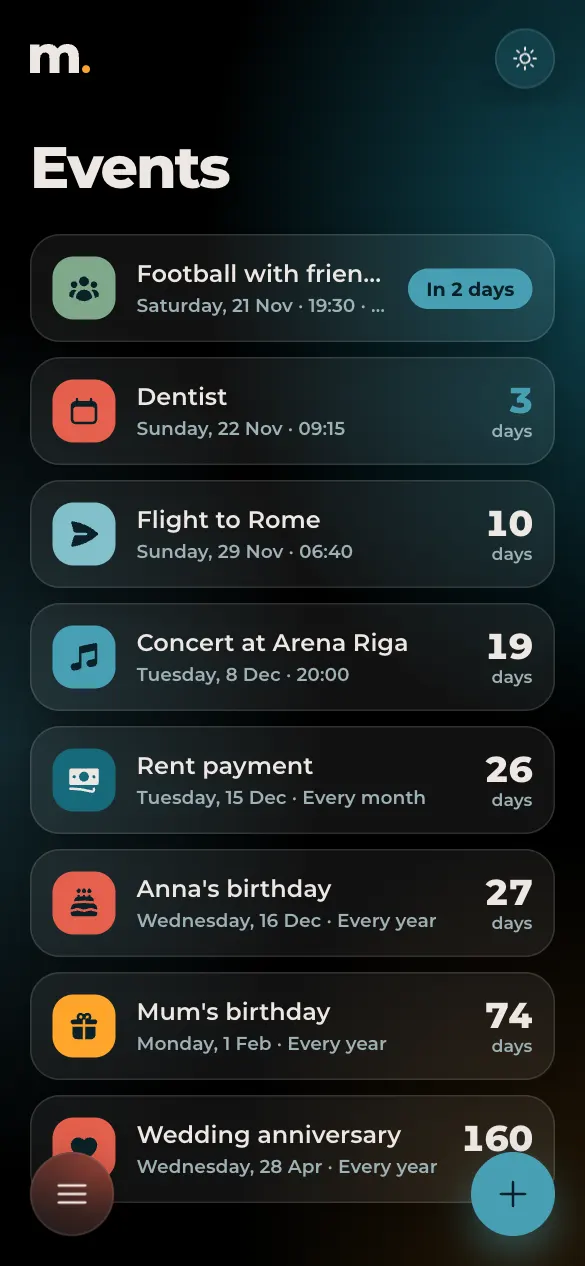 m.
Events
Football with frien...
Saturday, 21 Nov · 19:30 · ...
In 2 days
Dentist
Sunday, 22 Nov · 09:15
3
days
Flight to Rome
Sunday, 29 Nov · 06:40
10
days
Concert at Arena Riga
Tuesday, 8 Dec · 20:00
19
days
Rent payment
Tuesday, 15 Dec · Every month
26
days
Anna's birthday
Wednesday, 16 Dec · Every year
27
days
Mum's birthday
Monday, 1 Feb · Every year
74
days
Wedding anniversary
Wednesday, 28 Apr · Every year
160